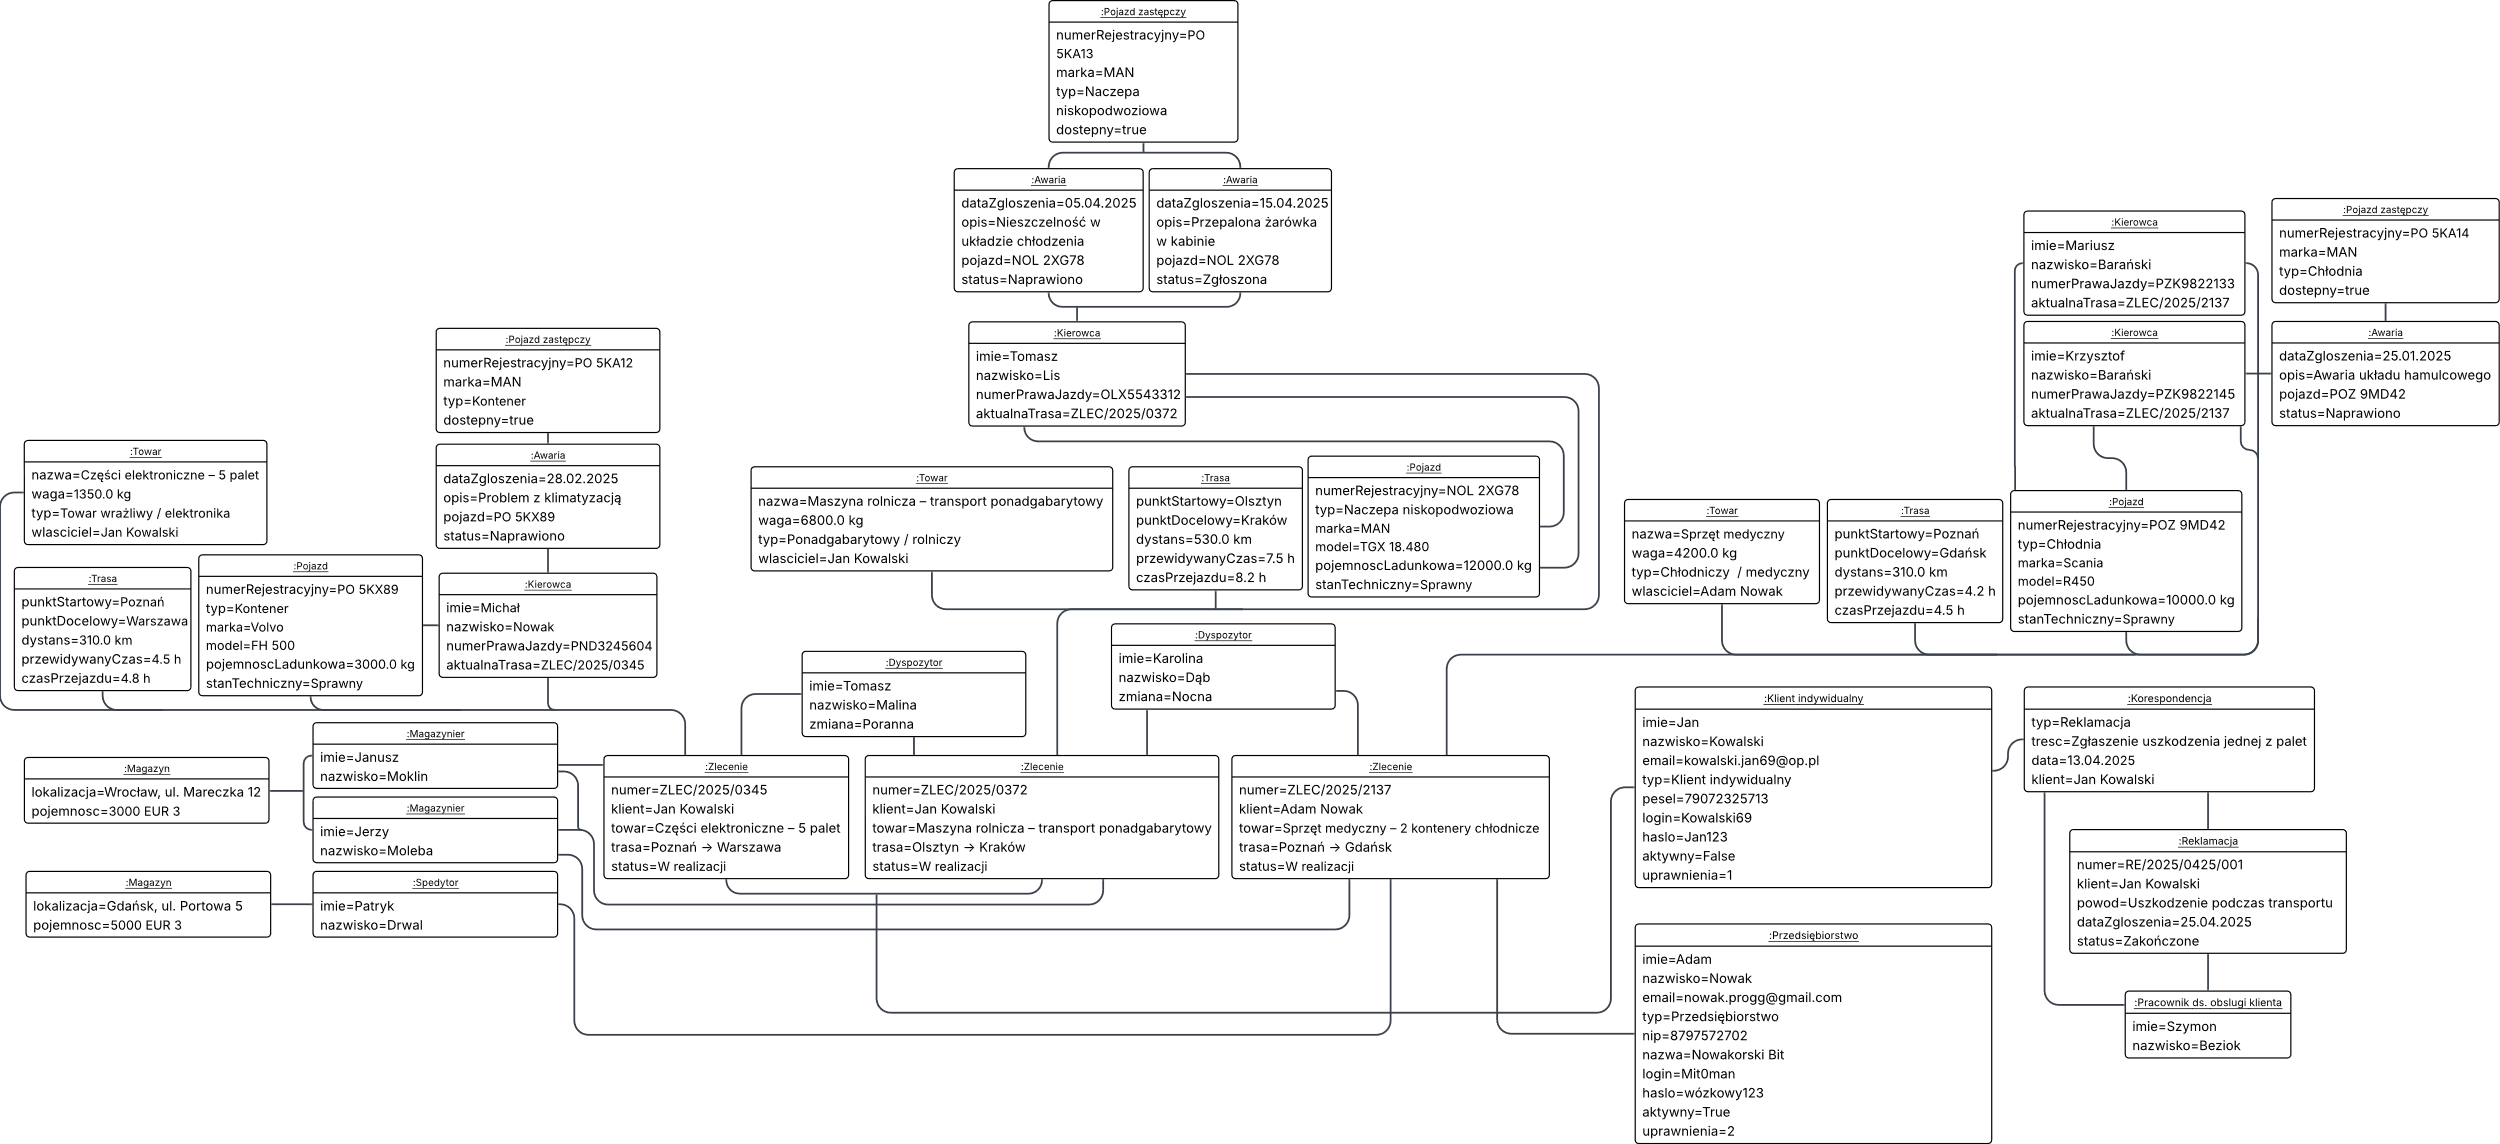 :Pojazd zastępczy
numerRejestracyjny=PO
5KA13
marka=MAN
typ=Naczepa
niskopodwoziowa
dostepny=true
:Awaria
dataZgloszenia=05.04.2025
opis=Nieszczelność w
układzie chłodzenia
pojazd=NOL 2XG78
status=Naprawiono
:Awaria
dataZgloszenia=15.04.2025
opis=Przepalona żarówka
w kabinie
pojazd=NOL 2XG78
status=Zgłoszona
:Kierowca
imie=Mariusz
nazwisko=Barański
numerPrawaJazdy=PZK9822133
aktualnaTrasa=ZLEC/2025/2137
:Pojazd zastępczy
numerRejestracyjny=PO 5KA14
marka=MAN
typ=Chłodnia
dostepny=true
:Kierowca
imie=Tomasz
nazwisko=Lis
numerPrawaJazdy=OLX5543312
aktualnaTrasa=ZLEC/2025/0372
:Kierowca
imie=Krzysztof
nazwisko=Barański
numerPrawaJazdy=PZK9822145
aktualnaTrasa=ZLEC/2025/2137
:Awaria
dataZgloszenia=25.01.2025
opis=Awaria układu hamulcowego
pojazd=POZ 9MD42
status=Naprawiono
:Pojazd zastępczy
numerRejestracyjny=PO 5KA12
marka=MAN
typ=Kontener
dostepny=true
:Towar
nazwa=Części elektroniczne – 5 palet
waga=1350.0 kg
typ=Towar wrażliwy / elektronika
wlasciciel=Jan Kowalski
:Awaria
dataZgloszenia=28.02.2025
opis=Problem z klimatyzacją
pojazd=PO 5KX89
status=Naprawiono
:Towar
nazwa=Maszyna rolnicza – transport ponadgabarytowy
waga=6800.0 kg
typ=Ponadgabarytowy / rolniczy
wlasciciel=Jan Kowalski
:Trasa
punktStartowy=Olsztyn
punktDocelowy=Kraków
dystans=530.0 km
przewidywanyCzas=7.5 h
czasPrzejazdu=8.2 h
:Pojazd
numerRejestracyjny=NOL 2XG78
typ=Naczepa niskopodwoziowa
marka=MAN
model=TGX 18.480
pojemnoscLadunkowa=12000.0 kg
stanTechniczny=Sprawny
:Towar
nazwa=Sprzęt medyczny
waga=4200.0 kg
typ=Chłodniczy  / medyczny
wlasciciel=Adam Nowak
:Trasa
punktStartowy=Poznań
punktDocelowy=Gdańsk
dystans=310.0 km
przewidywanyCzas=4.2 h
czasPrzejazdu=4.5 h
:Pojazd
numerRejestracyjny=POZ 9MD42
typ=Chłodnia
marka=Scania
model=R450
pojemnoscLadunkowa=10000.0 kg
stanTechniczny=Sprawny
:Trasa
punktStartowy=Poznań
punktDocelowy=Warszawa
dystans=310.0 km
przewidywanyCzas=4.5 h
czasPrzejazdu=4.8 h
:Pojazd
numerRejestracyjny=PO 5KX89
typ=Kontener
marka=Volvo
model=FH 500
pojemnoscLadunkowa=3000.0 kg
stanTechniczny=Sprawny
:Kierowca
imie=Michał
nazwisko=Nowak
numerPrawaJazdy=PND3245604
aktualnaTrasa=ZLEC/2025/0345
:Dyspozytor
imie=Tomasz
nazwisko=Malina
zmiana=Poranna
:Dyspozytor
imie=Karolina
nazwisko=Dąb
zmiana=Nocna
:Magazyn
lokalizacja=Wrocław, ul. Mareczka 12
pojemnosc=3000 EUR 3
:Magazynier
imie=Janusz
nazwisko=Moklin
:Magazynier
imie=Jerzy
nazwisko=Moleba
:Magazyn
lokalizacja=Gdańsk, ul. Portowa 5
pojemnosc=5000 EUR 3
:Spedytor
imie=Patryk
nazwisko=Drwal
:Zlecenie
numer=ZLEC/2025/0345
klient=Jan Kowalski
towar=Części elektroniczne – 5 palet
trasa=Poznań → Warszawa
status=W realizacji
:Zlecenie
numer=ZLEC/2025/0372
klient=Jan Kowalski
towar=Maszyna rolnicza – transport ponadgabarytowy
trasa=Olsztyn → Kraków
status=W realizacji
:Zlecenie
numer=ZLEC/2025/2137
klient=Adam Nowak
towar=Sprzęt medyczny – 2 kontenery chłodnicze
trasa=Poznań → Gdańsk
status=W realizacji
:Klient indywidualny
imie=Jan
nazwisko=Kowalski
email=kowalski.jan69@op.pl
typ=Klient indywidualny
pesel=79072325713
login=Kowalski69
haslo=Jan123
aktywny=False
uprawnienia=1
:Korespondencja
typ=Reklamacja
tresc=Zgłaszenie uszkodzenia jednej z palet
data=13.04.2025
klient=Jan Kowalski
:Reklamacja
numer=RE/2025/0425/001
klient=Jan Kowalski
powod=Uszkodzenie podczas transportu
dataZgloszenia=25.04.2025
status=Zakończone
:Przedsiębiorstwo
imie=Adam
nazwisko=Nowak
email=nowak.progg@gmail.com
typ=Przedsiębiorstwo
nip=8797572702
nazwa=Nowakorski Bit
login=Mit0man
haslo=wózkowy123
aktywny=True
uprawnienia=2
:Pracownik ds. obslugi klienta
imie=Szymon
nazwisko=Beziok